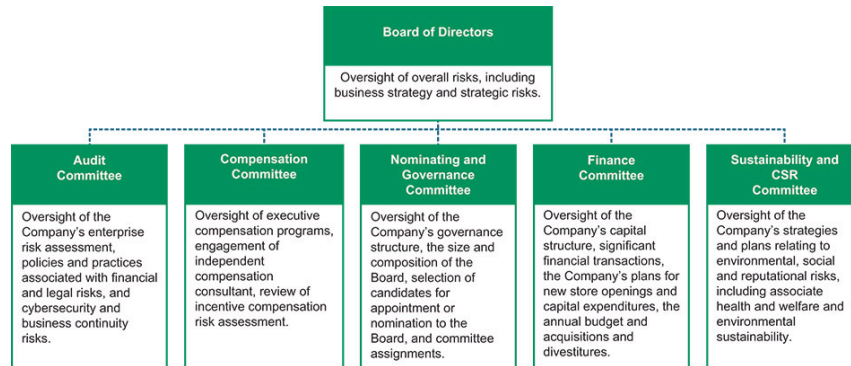 Board of Directors
Oversight of overall risks, including
business strategy and strategic risks.
Audit
Committee
Oversight of the
Company's enterprise
risk assessment,
policies and practices
associated with financial
and legal risks, and
cybersecurity and
business continuity
risks.
Compensation
Committee
Oversight of executive
compensation programs,
engagement of
independent
compensation
consultant, review of
incentive compensation
risk assessment.
Nominating and
Governance
Committee
Oversight of the
Company's governance
structure, the size and
composition of the
Board, selection of
candidates for
appointment or
nomination to the
Board, and committee
assignments.
Finance
Committee
Oversight of the
Company's capital
structure, significant
financial transactions,
the Company's plans for
new store openings and
capital expenditures, the
annual budget and
acquisitions and
divestitures.
Sustainability and
CSR
Committee
Oversight of the
Company's strategies
and plans relating to
environmental, social
and reputational risks,
including associate
health and welfare and
environmental
sustainability.